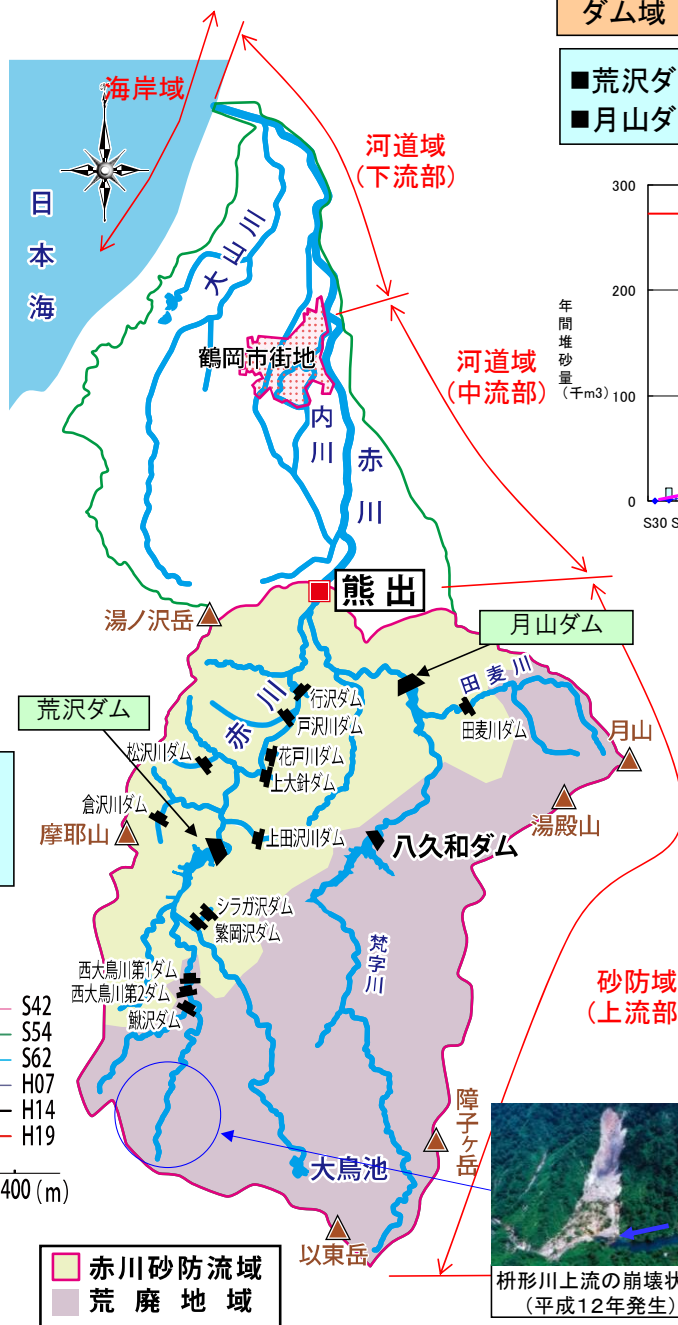 ダム域
■荒沢ダ
■月山ダ
海岸域
河道域
(下流部)
日本海
大山川
300
200
100
0
年間堆砂量
(千m3)
S30 S
鶴岡市街地
河道域
(中流部)
内川
赤川
熊出
湯ノ沢岳
月山ダム
田麦川
荒沢ダム
赤川
行沢ダム
戸沢川ダム
田麦川ダム
月山
松沢川ダム
花戸川ダム
上大針ダム
倉沢川ダム
摩耶山
上田沢川ダム
八久和ダム
湯殿山
シラガ沢ダム
繁岡沢ダム
梵字川
西大鳥川第1ダム
西大鳥川第2ダム
鰍沢ダム
砂防域
(上流部
S42
S54
S62
H07
H14
H19
400 (m)
障子ヶ岳
大鳥池
以東岳
枡形川上流の崩壊状
(平成12年発生)
赤川砂防流域
荒廃地域